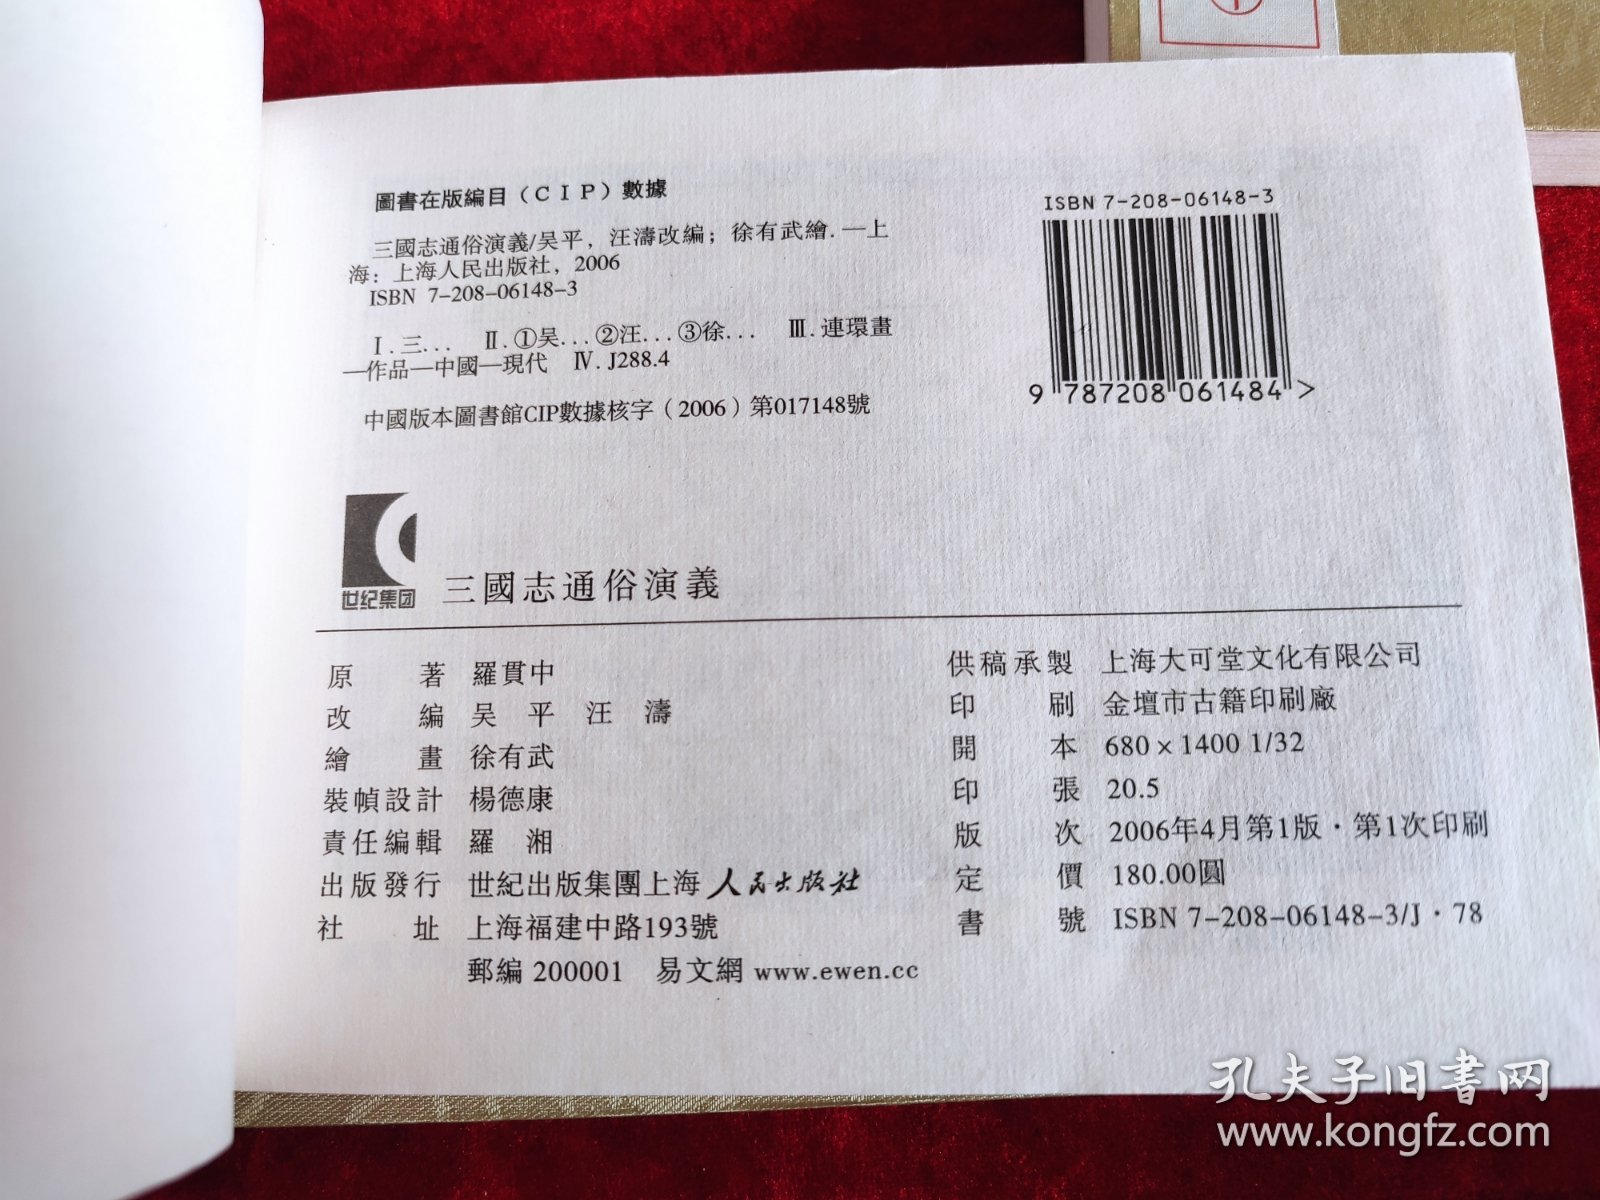 圖書在版編目（CIP）數據
三國志通俗演義/吴平，汪濤改編；徐有武繪.—上
海：上海人民出版社，2006
ISBN 7-208-06148-3
Ⅰ.三... Ⅱ.①吴...②汪...③徐... Ⅲ.連環畫
—作品—中國—現代 Ⅳ.J288.4
中國版本圖書館CIP數據核字（2006）第017148號
ISBN 7-208-06148-3
9 787208 061484 >
世纪集团
三國志通俗演義
原 著 羅貫中
改 編 吴 平 汪 濤
繪 畫 徐有武
裝幀設計 楊德康
責任編輯 羅 湘
出版發行 世紀出版集團上海人民出版社
社 址 上海福建中路193號
郵編 200001 易文網 www.ewen.cc
供稿承製 上海大可堂文化有限公司
印 刷 金壇市古籍印刷廠
開 本 680×1400 1/32
印 張 20.5
版 次 2006年4月第1版·第1次印刷
定 價 180.00圓
書 號 ISBN 7-208-06148-3/J·78
孔夫子旧书网
www.kongfz.com